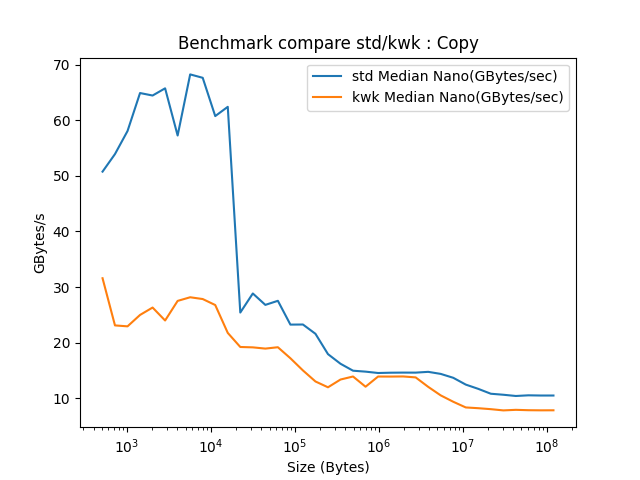 Benchmark compare std/kwk : Copy
std Median Nano(GBytes/sec)
kwk Median Nano(GBytes/sec)
GBytes/s
70
60
50
40
30
20
10
10³ 10⁴ 10⁵ 10⁶ 10⁷ 10⁸
Size (Bytes)